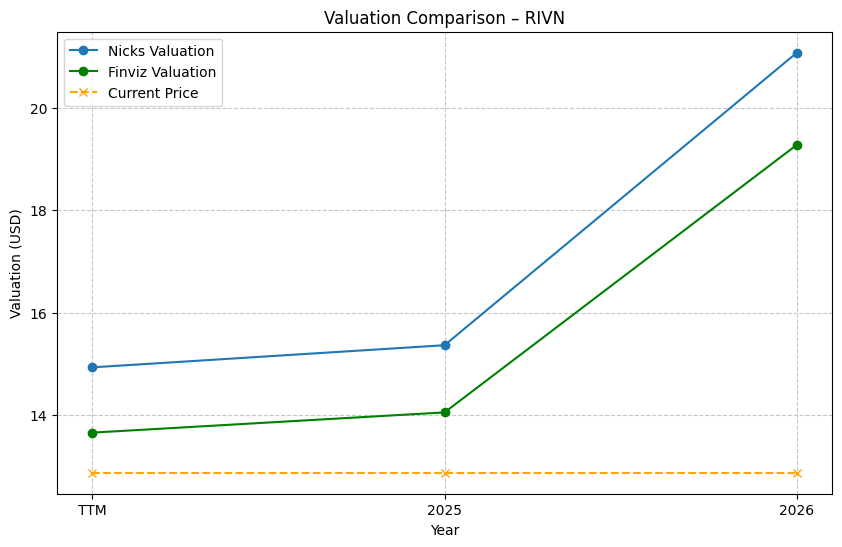 Valuation Comparison – RIVN
Nicks Valuation
Finviz Valuation
Current Price
Valuation (USD)
20
18
16
14
TTM
2025
2026
Year